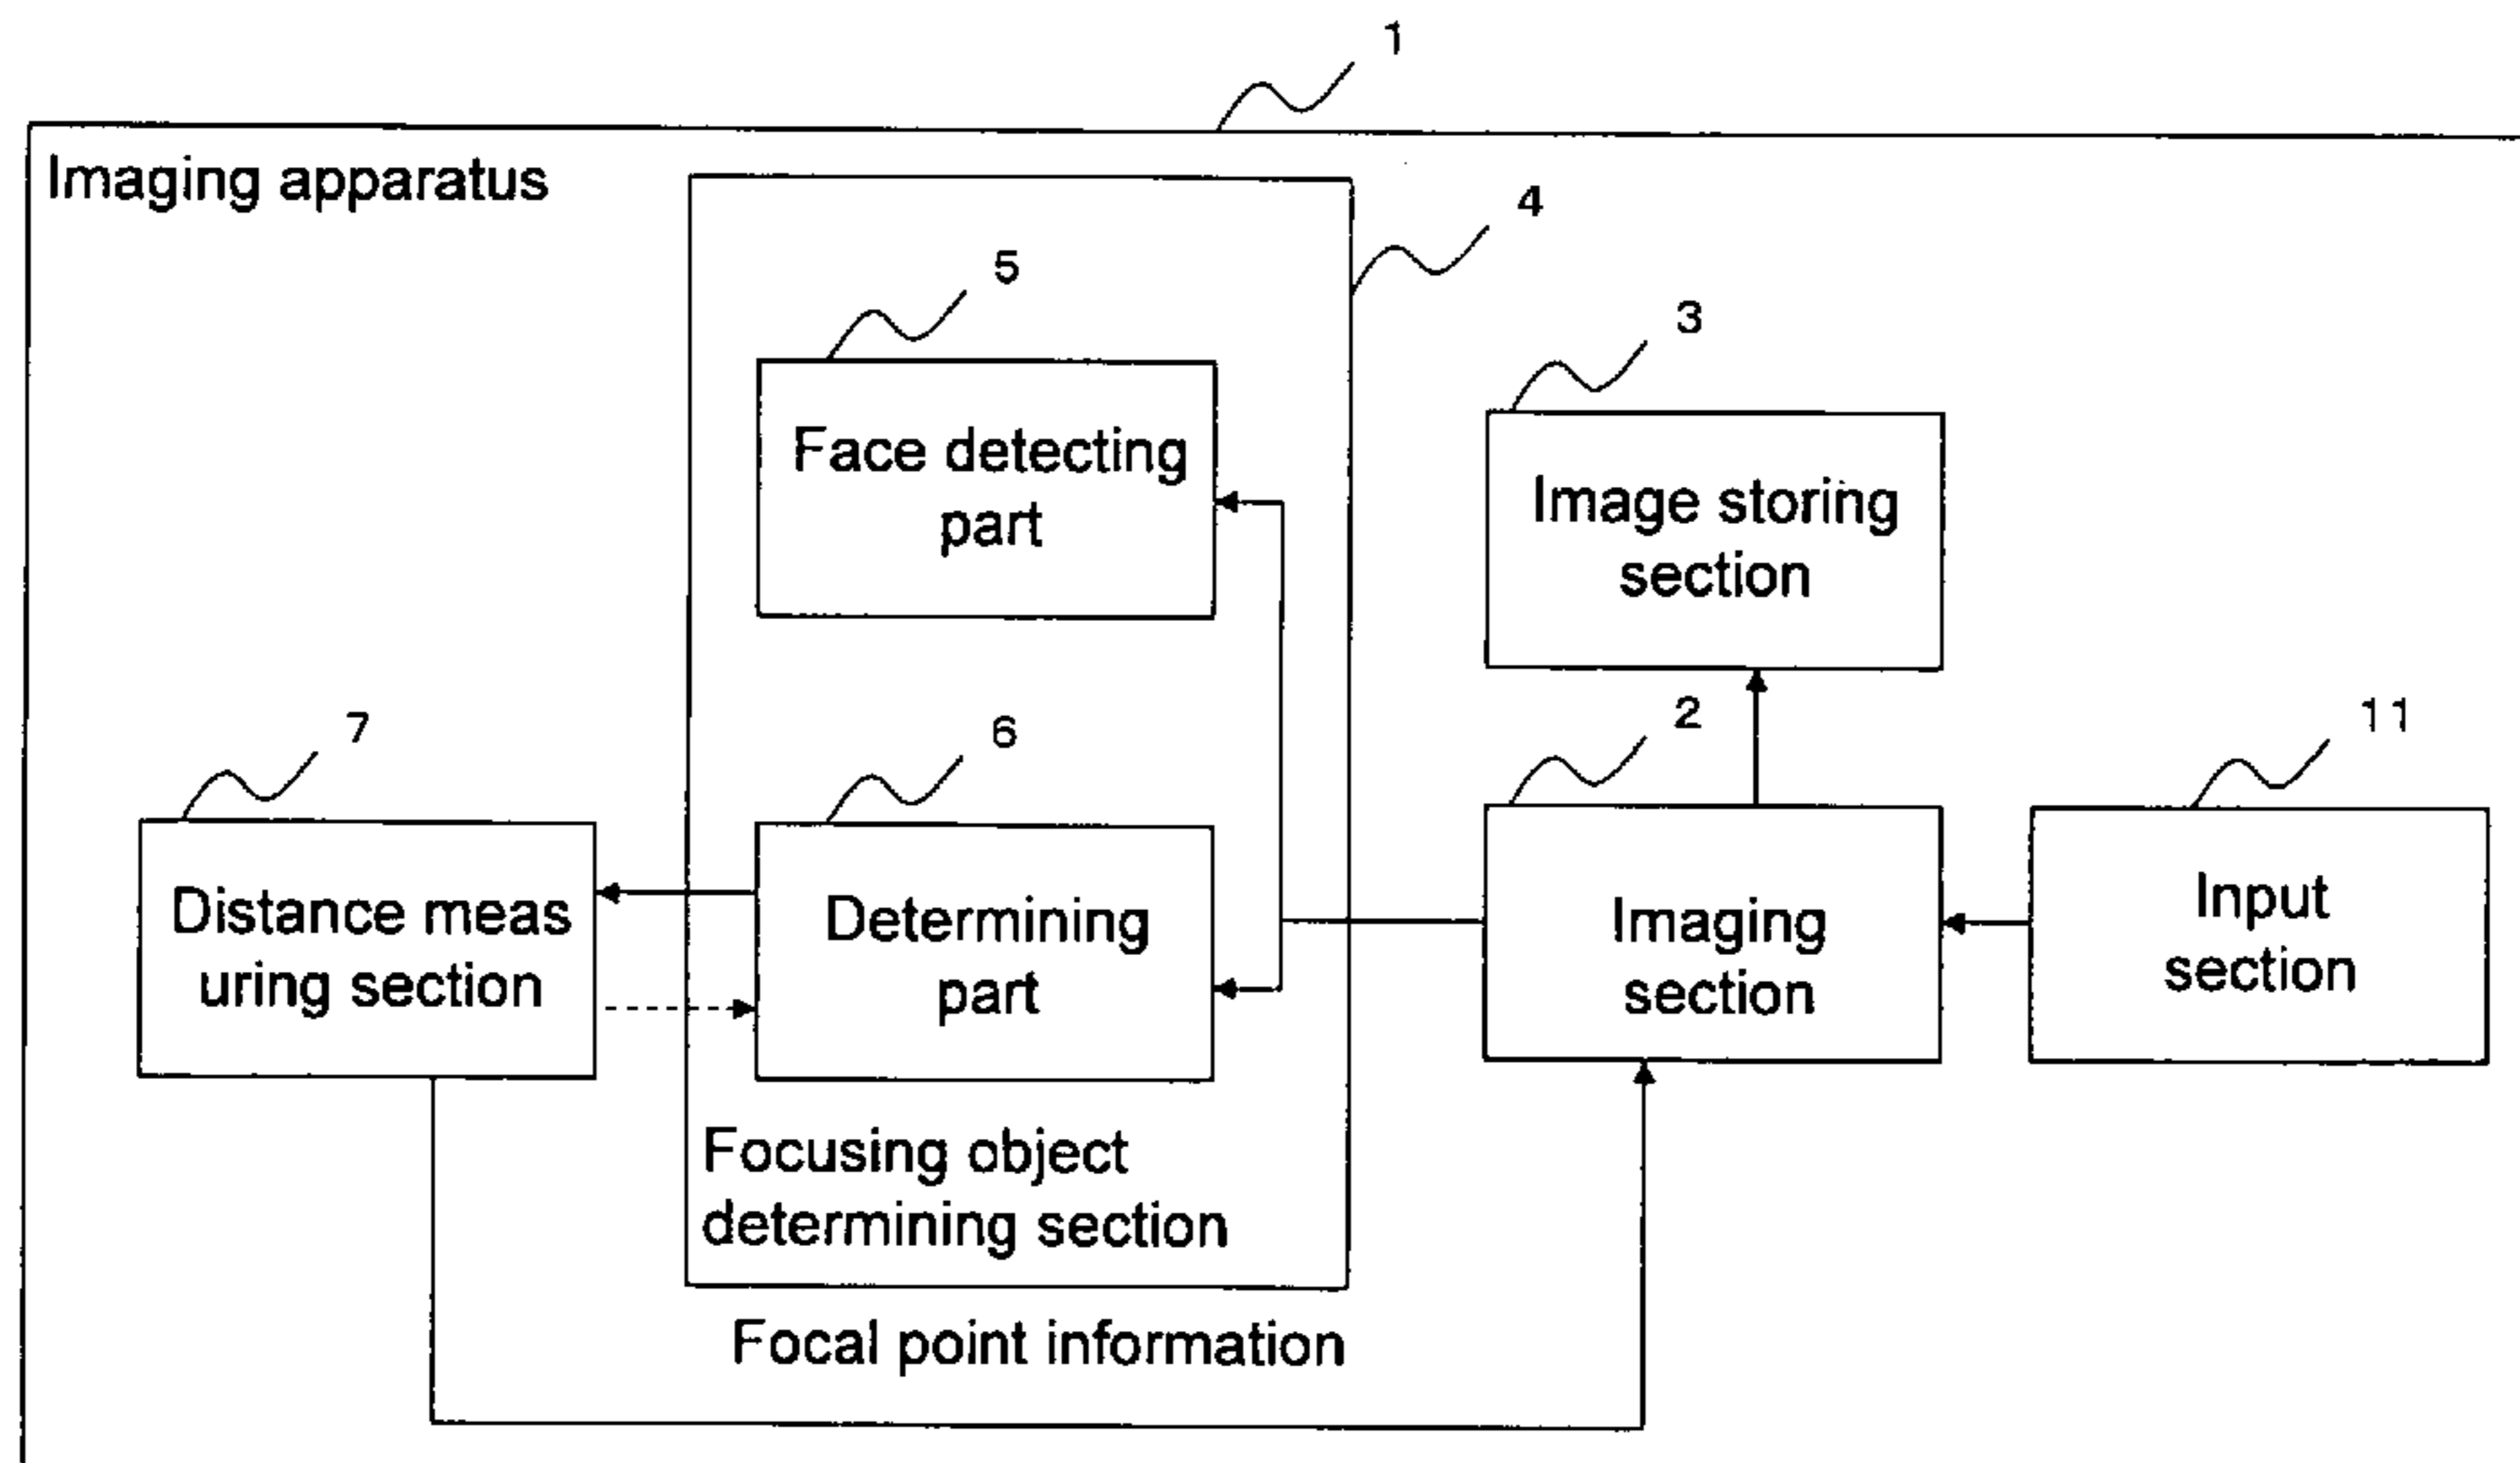 1
Imaging apparatus
4
5
3
Face detecting
part
Image storing
section
7
6
2
11
Distance meas
uring section
Determining
part
Imaging
section
Input
section
Focusing object
determining section
Focal point information